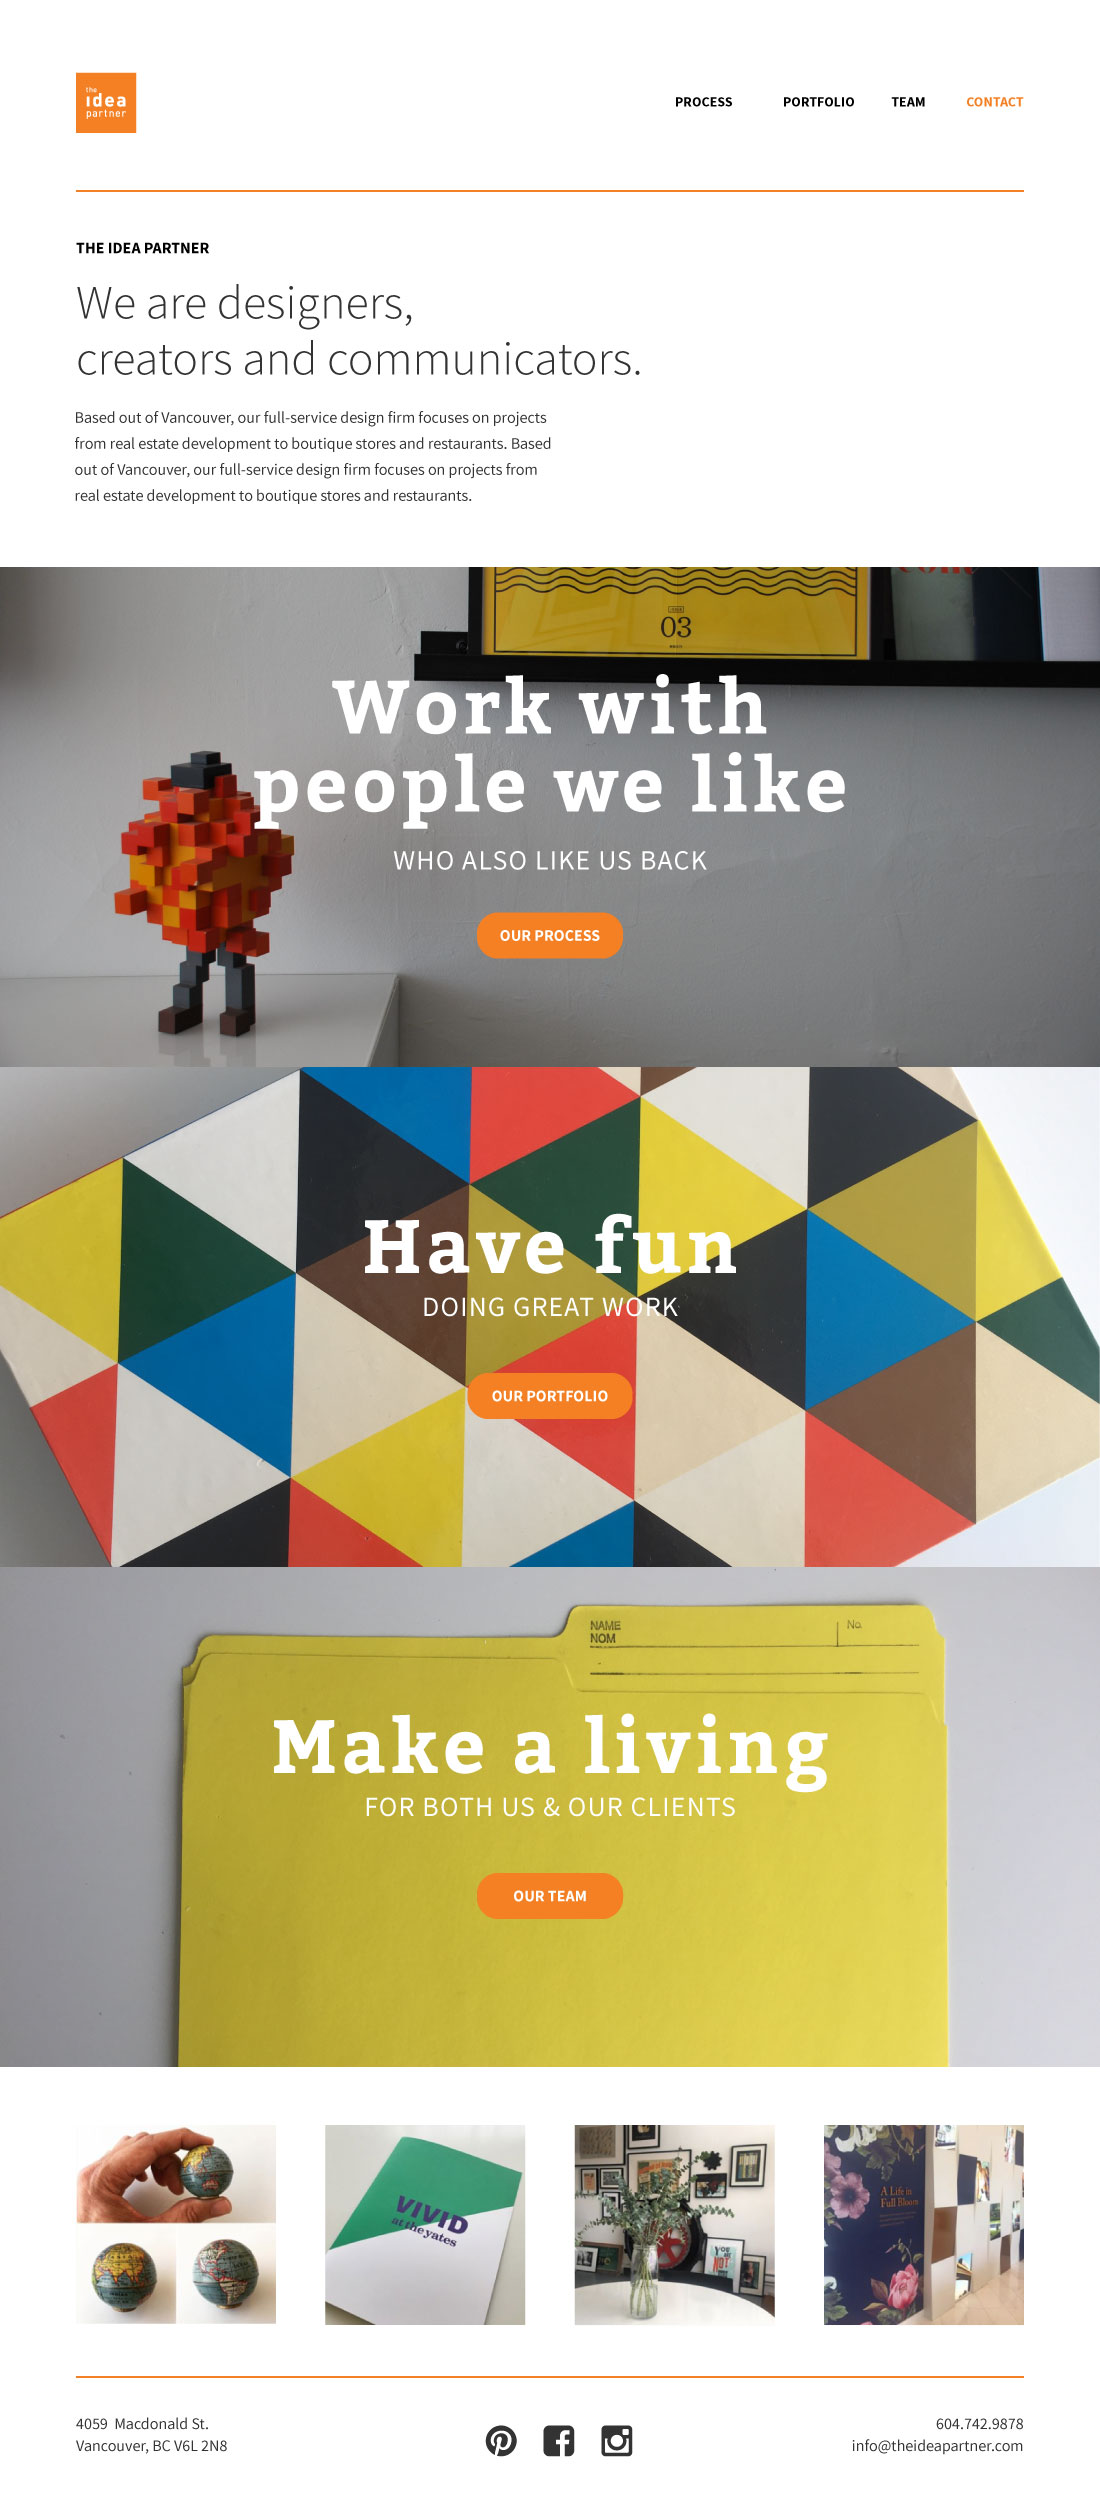 the
idea
partner
PROCESS PORTFOLIO TEAM CONTACT
THE IDEA PARTNER
We are designers,
creators and communicators.
Based out of Vancouver, our full-service design firm focuses on projects
from real estate development to boutique stores and restaurants. Based
out of Vancouver, our full-service design firm focuses on projects from
real estate development to boutique stores and restaurants.
03
Work with
people we like
WHO ALSO LIKE US BACK
OUR PROCESS
Have fun
DOING GREAT WORK
OUR PORTFOLIO
NAME
NOM
No.
Make a living
FOR BOTH US & OUR CLIENTS
OUR TEAM
VIVID
at the yates
A Life in
Full Bloom
4059 Macdonald St.
Vancouver, BC V6L 2N8
604.742.9878
info@theideapartner.com